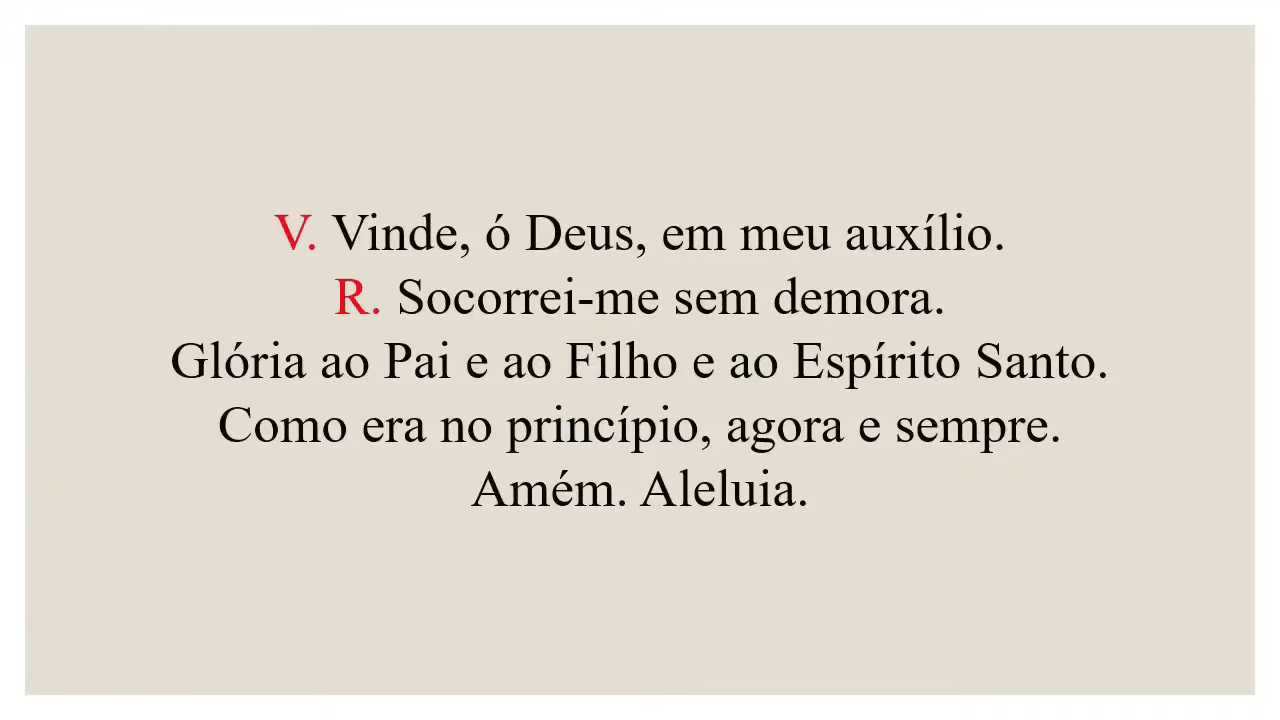 V. Vinde, ó Deus, em meu auxílio.
R. Socorrei-me sem demora.
Glória ao Pai e ao Filho e ao Espírito Santo.
Como era no princípio, agora e sempre.
Amém. Aleluia.